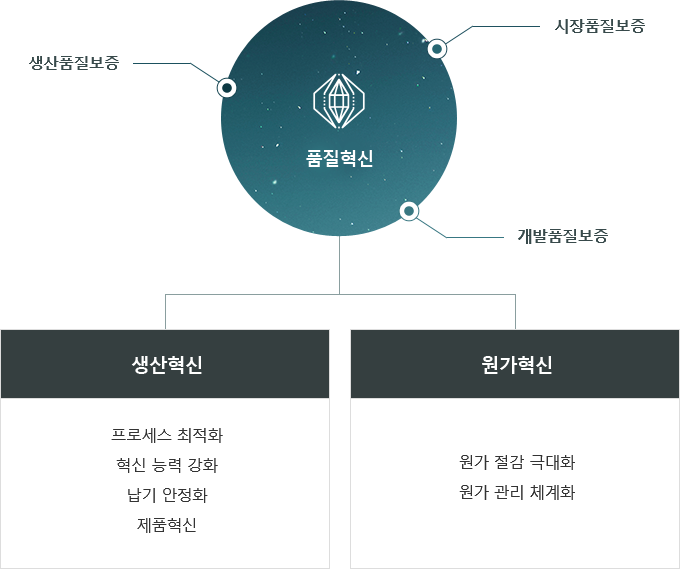 시장품질보증
생산품질보증
품질혁신
개발품질보증
생산혁신
프로세스 최적화
혁신 능력 강화
납기 안정화
제품혁신
원가혁신
원가 절감 극대화
원가 관리 체계화